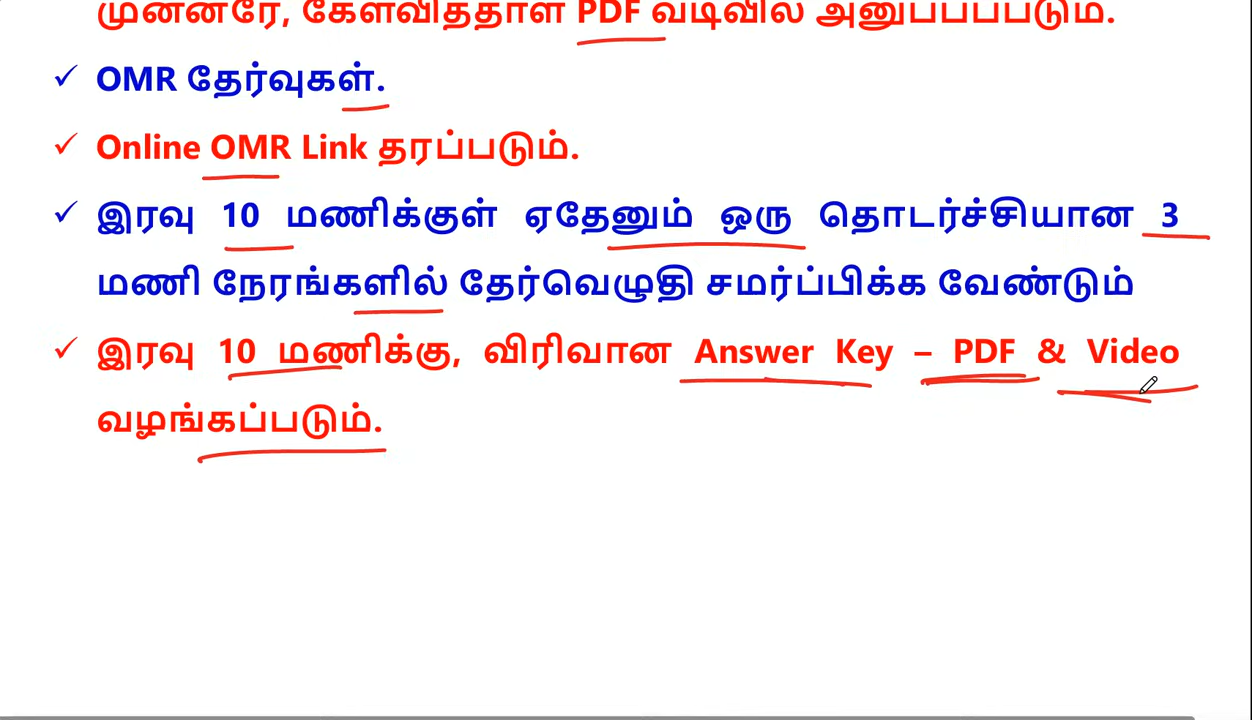 முன்னரே, கேள்வித்தாள் PDF வடிவில் அனுப்பப்படும்.
✓ OMR தேர்வுகள்.
✓ Online OMR Link தரப்படும்.
✓ இரவு 10 மணிக்குள் ஏதேனும் ஒரு தொடர்ச்சியான 3
மணி நேரங்களில் தேர்வெழுதி சமர்ப்பிக்க வேண்டும்
✓ இரவு 10 மணிக்கு, விரிவான Answer Key – PDF & Video
வழங்கப்படும்.